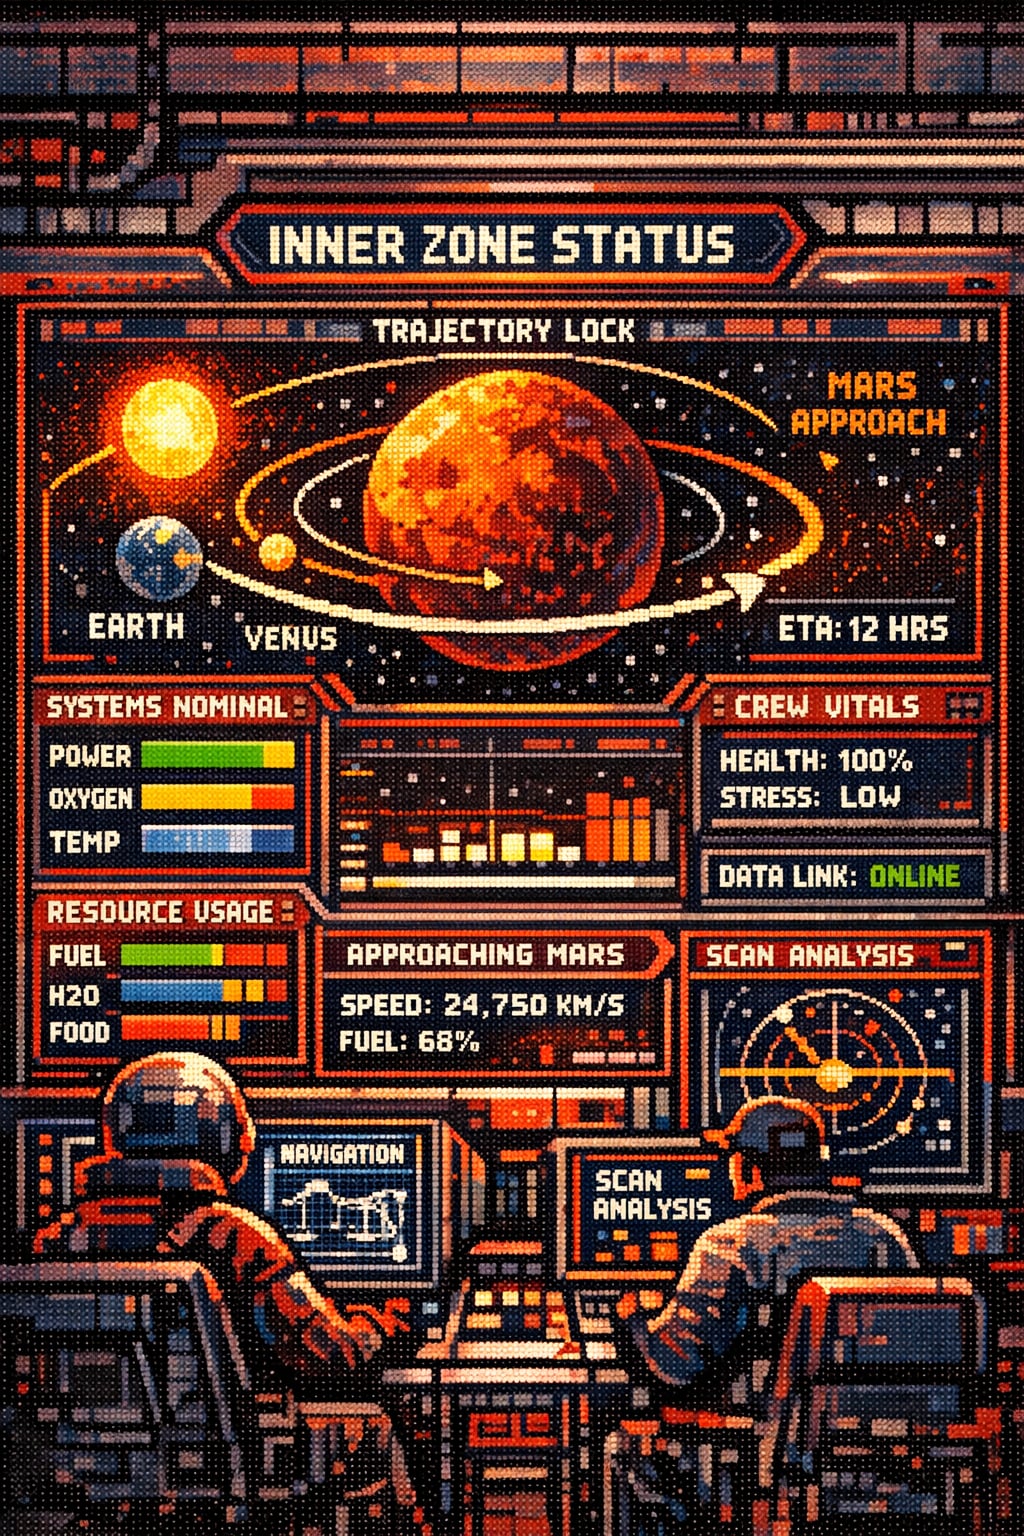 INNER ZONE STATUS
TRAJECTORY LOCK
MARS
APPROACH
EARTH
VENUS
ETA: 12 HRS
SYSTEMS NOMINAL
POWER
OXYGEN
TEMP
CREW VITALS
HEALTH: 100%
STRESS: LOW
DATA LINK: ONLINE
RESOURCE USAGE
FUEL
H2O
FOOD
APPROACHING MARS
SPEED: 24,750 KM/S
FUEL: 68%
SCAN ANALYSIS
NAVIGATION
SCAN
ANALYSIS